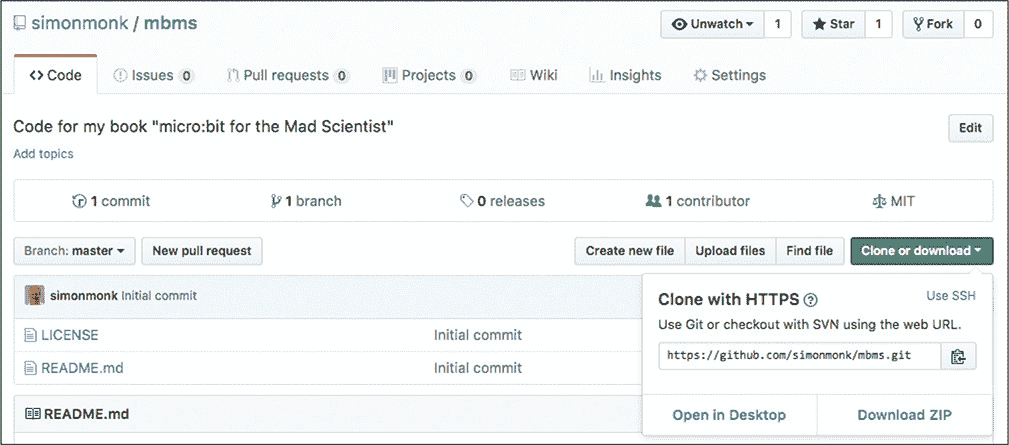 simonmonk / mbms
Unwatch 1 Star 1 Fork 0
Code Issues 0 Pull requests 0 Projects 0 Wiki Insights Settings
Code for my book "micro:bit for the Mad Scientist" Edit
Add topics
1 commit 1 branch 0 releases 1 contributor MIT
Branch: master New pull request Create new file Upload files Find file Clone or download
simonmonk Initial commit
LICENSE Initial commit
README.md Initial commit
README.md
Clone with HTTPS ? Use SSH
Use Git or checkout with SVN using the web URL.
https://github.com/simonmonk/mbms.git
Open in Desktop Download ZIP